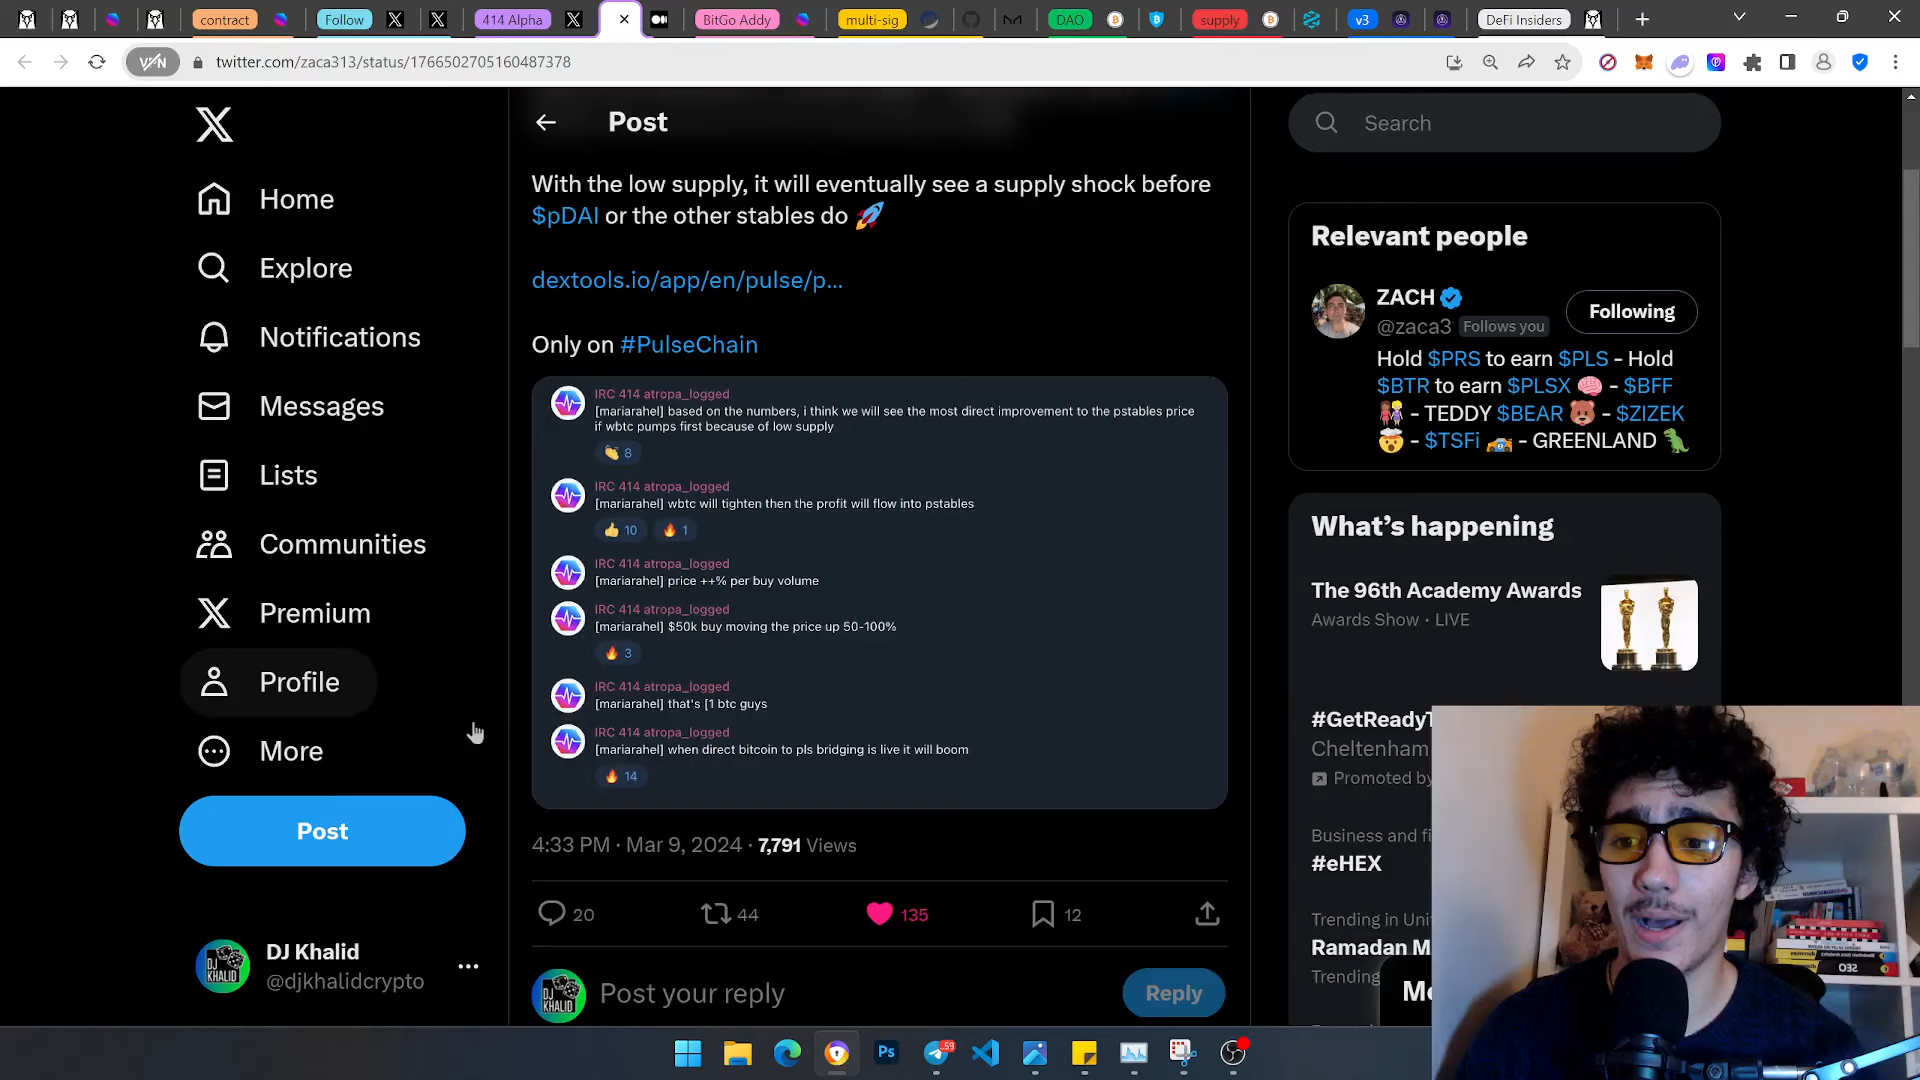 contract
Follow
414 Alpha
BitGo Addy
multi-sig
DAO
supply
v3
DeFi Insiders
twitter.com/zaca313/status/1766502705160487378
Home
Explore
Notifications
Messages
Lists
Communities
Premium
Profile
More
Post
DJ Khalid
@djkhalidcrypto
Post
With the low supply, it will eventually see a supply shock before
$pDAI or the other stables do 🚀
dextools.io/app/en/pulse/p...
Only on #PulseChain
IRC 414 atropa_logged
[mariarahel] based on the numbers, i think we will see the most direct improvement to the pstables price
if wbtc pumps first because of low supply
👏 8
IRC 414 atropa_logged
[mariarahel] wbtc will tighten then the profit will flow into pstables
👍 10 🔥 1
IRC 414 atropa_logged
[mariarahel] price ++% per buy volume
IRC 414 atropa_logged
[mariarahel] $50k buy moving the price up 50-100%
🔥 3
IRC 414 atropa_logged
[mariarahel] that's [1 btc guys
IRC 414 atropa_logged
[mariarahel] when direct bitcoin to pls bridging is live it will boom
🔥 14
4:33 PM · Mar 9, 2024 · 7,791 Views
20 44 135 12
Post your reply
Reply
Search
Relevant people
ZACH
@zaca3 Follows you
Following
Hold $PRS to earn $PLS - Hold
$BTR to earn $PLSX 🧠 - $BFF
👭 - TEDDY $BEAR 🐻 - $ZIZEK
🤯 - $TSFi 🚕 - GREENLAND 🦖
What's happening
The 96th Academy Awards
Awards Show · LIVE
#GetReadyT
Cheltenham
Promoted by
Business and fi
#eHEX
Trending in Uni
Ramadan M
Trending
SEO
59
Ps